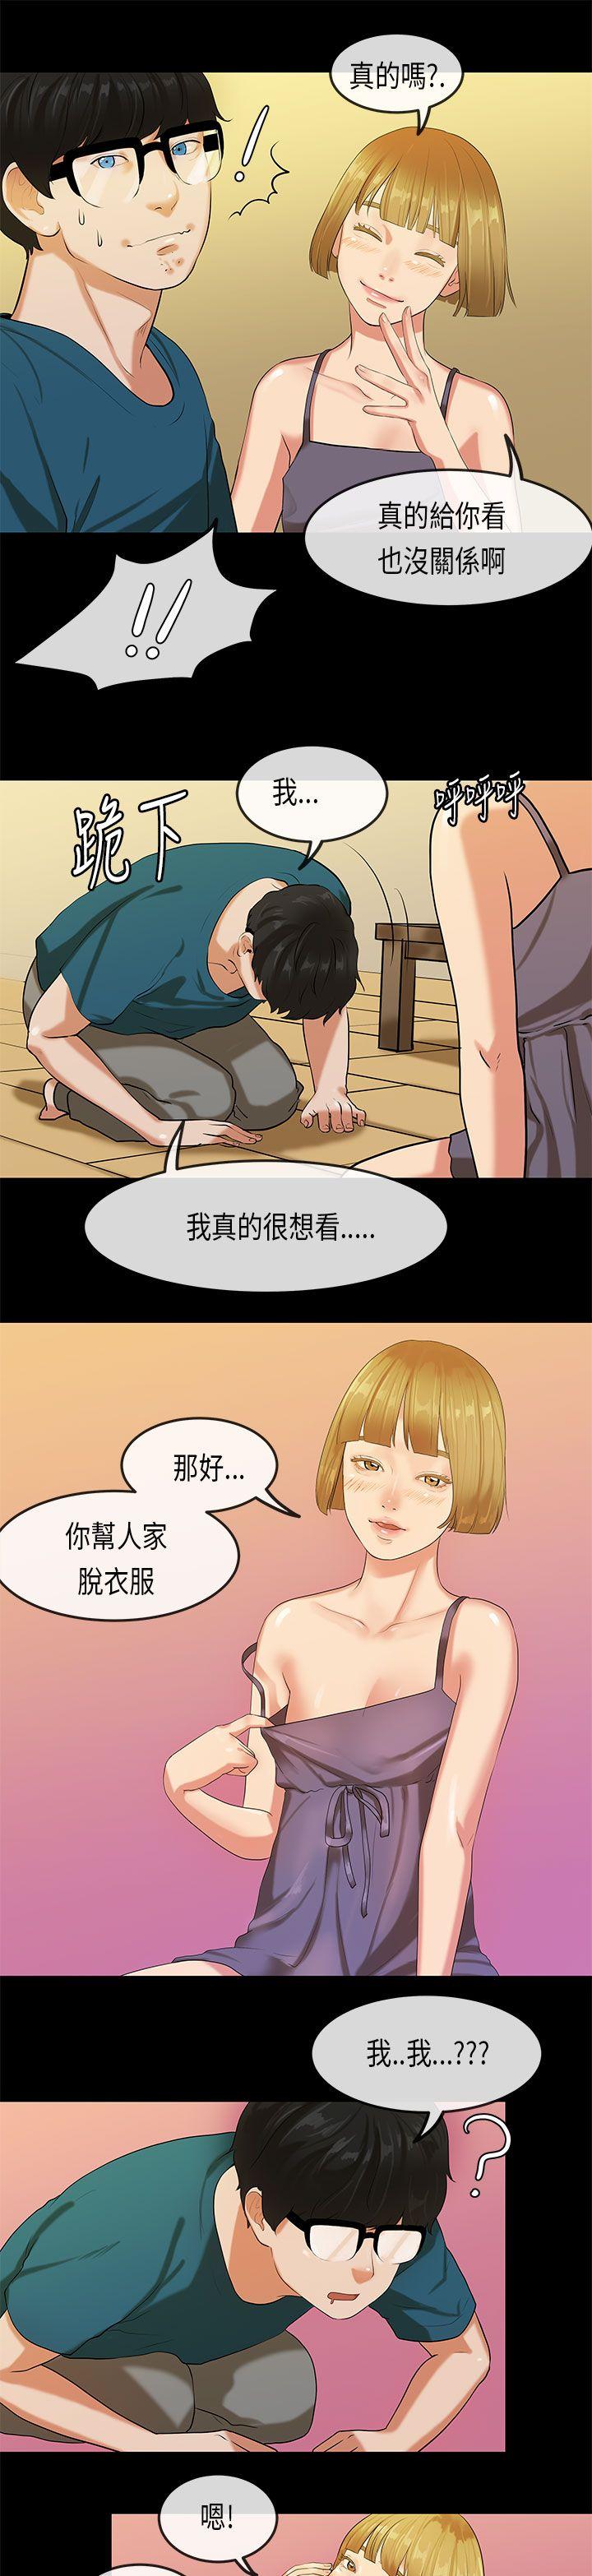 真的嗎?.
!
真的給你看
也沒關係啊
!!
我...
跪下
呼呼呼
我真的很想看.....
那好...
你幫人家
脫衣服
我..我...???
?
嗯!